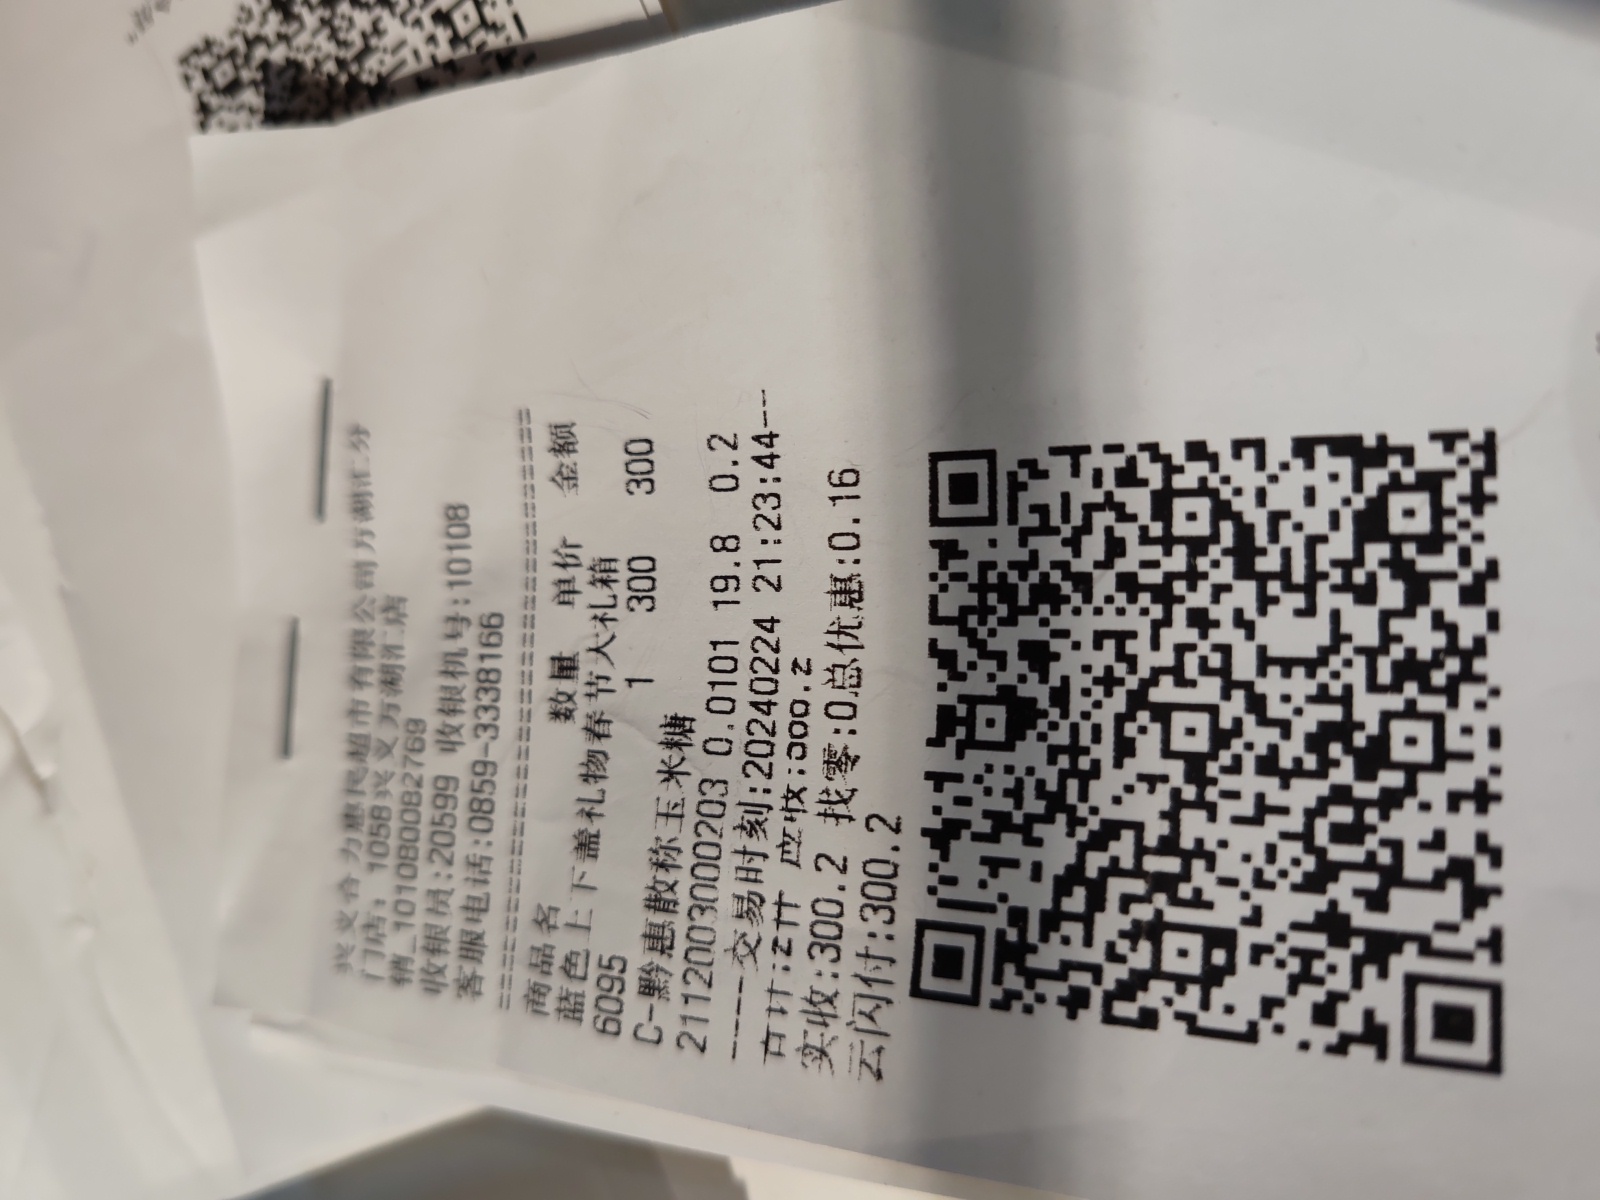 兴义合力惠民超市有限公司万湖汇分
门店: 1058兴义万湖汇店
销_1010800082769
收银员:20599 收银机号:10108
客服电话:0859-3338166
================================
商品名 数量 单价 金额
蓝色上下盖礼物春节大礼箱
6095 1 300 300
C-黔惠散称玉米糖
2112003000203 0.0101 19.8 0.2
----交易时刻:20240224 21:23:44--
合计:2件 应收:300.2
实收:300.2 找零:0总优惠:0.16
云闪付:300.2